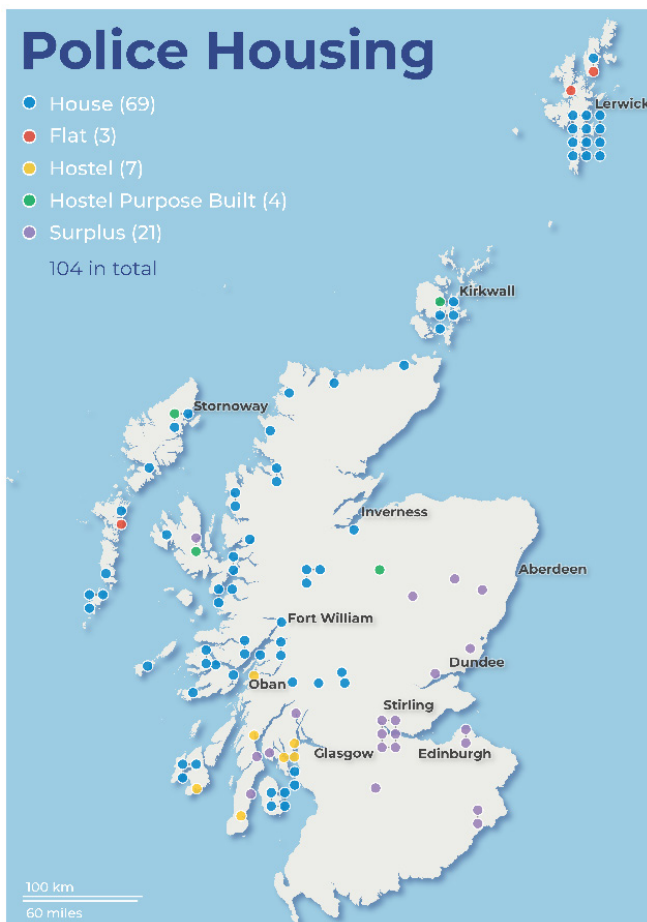 Police Housing
House (69)
Flat (3)
Hostel (7)
Hostel Purpose Built (4)
Surplus (21)
104 in total
Lerwick
Kirkwall
Stornoway
Inverness
Aberdeen
Fort William
Dundee
Oban
Stirling
Glasgow
Edinburgh
100 km
60 miles